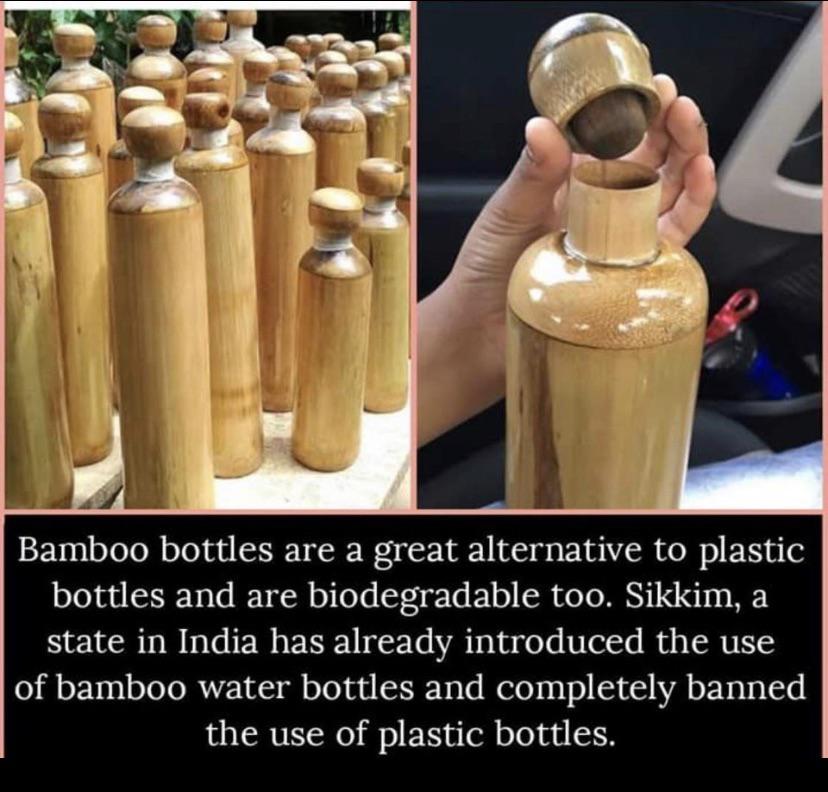 Bamboo bottles are a great alternative to plastic
bottles and are biodegradable too. Sikkim, a
state in India has already introduced the use
of bamboo water bottles and completely banned
the use of plastic bottles.